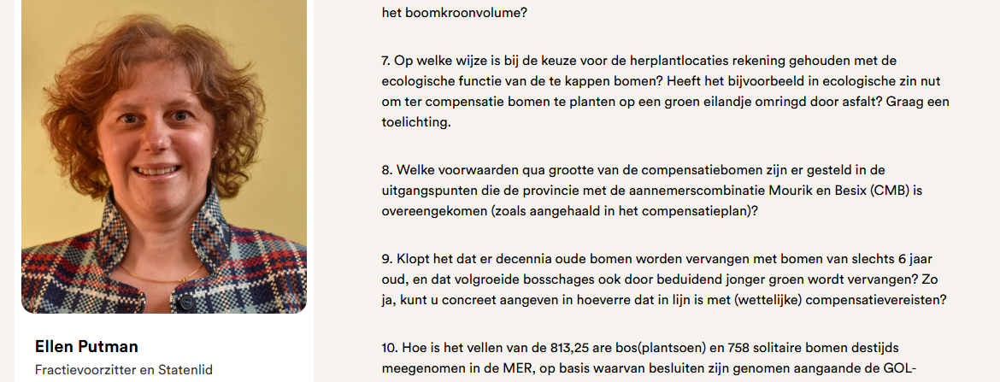 het boomkroonvolume?
7. Op welke wijze is bij de keuze voor de herplantlocaties rekening gehouden met de
ecologische functie van de te kappen bomen? Heeft het bijvoorbeeld in ecologische zin nut
om ter compensatie bomen te planten op een groen eilandje omringd door asfalt? Graag een
toelichting.
8. Welke voorwaarden qua grootte van de compensatiebomen zijn er gesteld in de
uitgangspunten die de provincie met de aannemerscombinatie Mourik en Besix (CMB) is
overeengekomen (zoals aangehaald in het compensatieplan)?
9. Klopt het dat er decennia oude bomen worden vervangen met bomen van slechts 6 jaar
oud, en dat volgroeide bosschages ook door beduidend jonger groen wordt vervangen? Zo
ja, kunt u concreet aangeven in hoeverre dat in lijn is met (wettelijke) compensatievereisten?
10. Hoe is het vellen van de 813,25 are bos(plantsoen) en 758 solitaire bomen destijds
meegenomen in de MER, op basis waarvan besluiten zijn genomen aangaande de GOL-
Ellen Putman
Fractievoorzitter en Statenlid